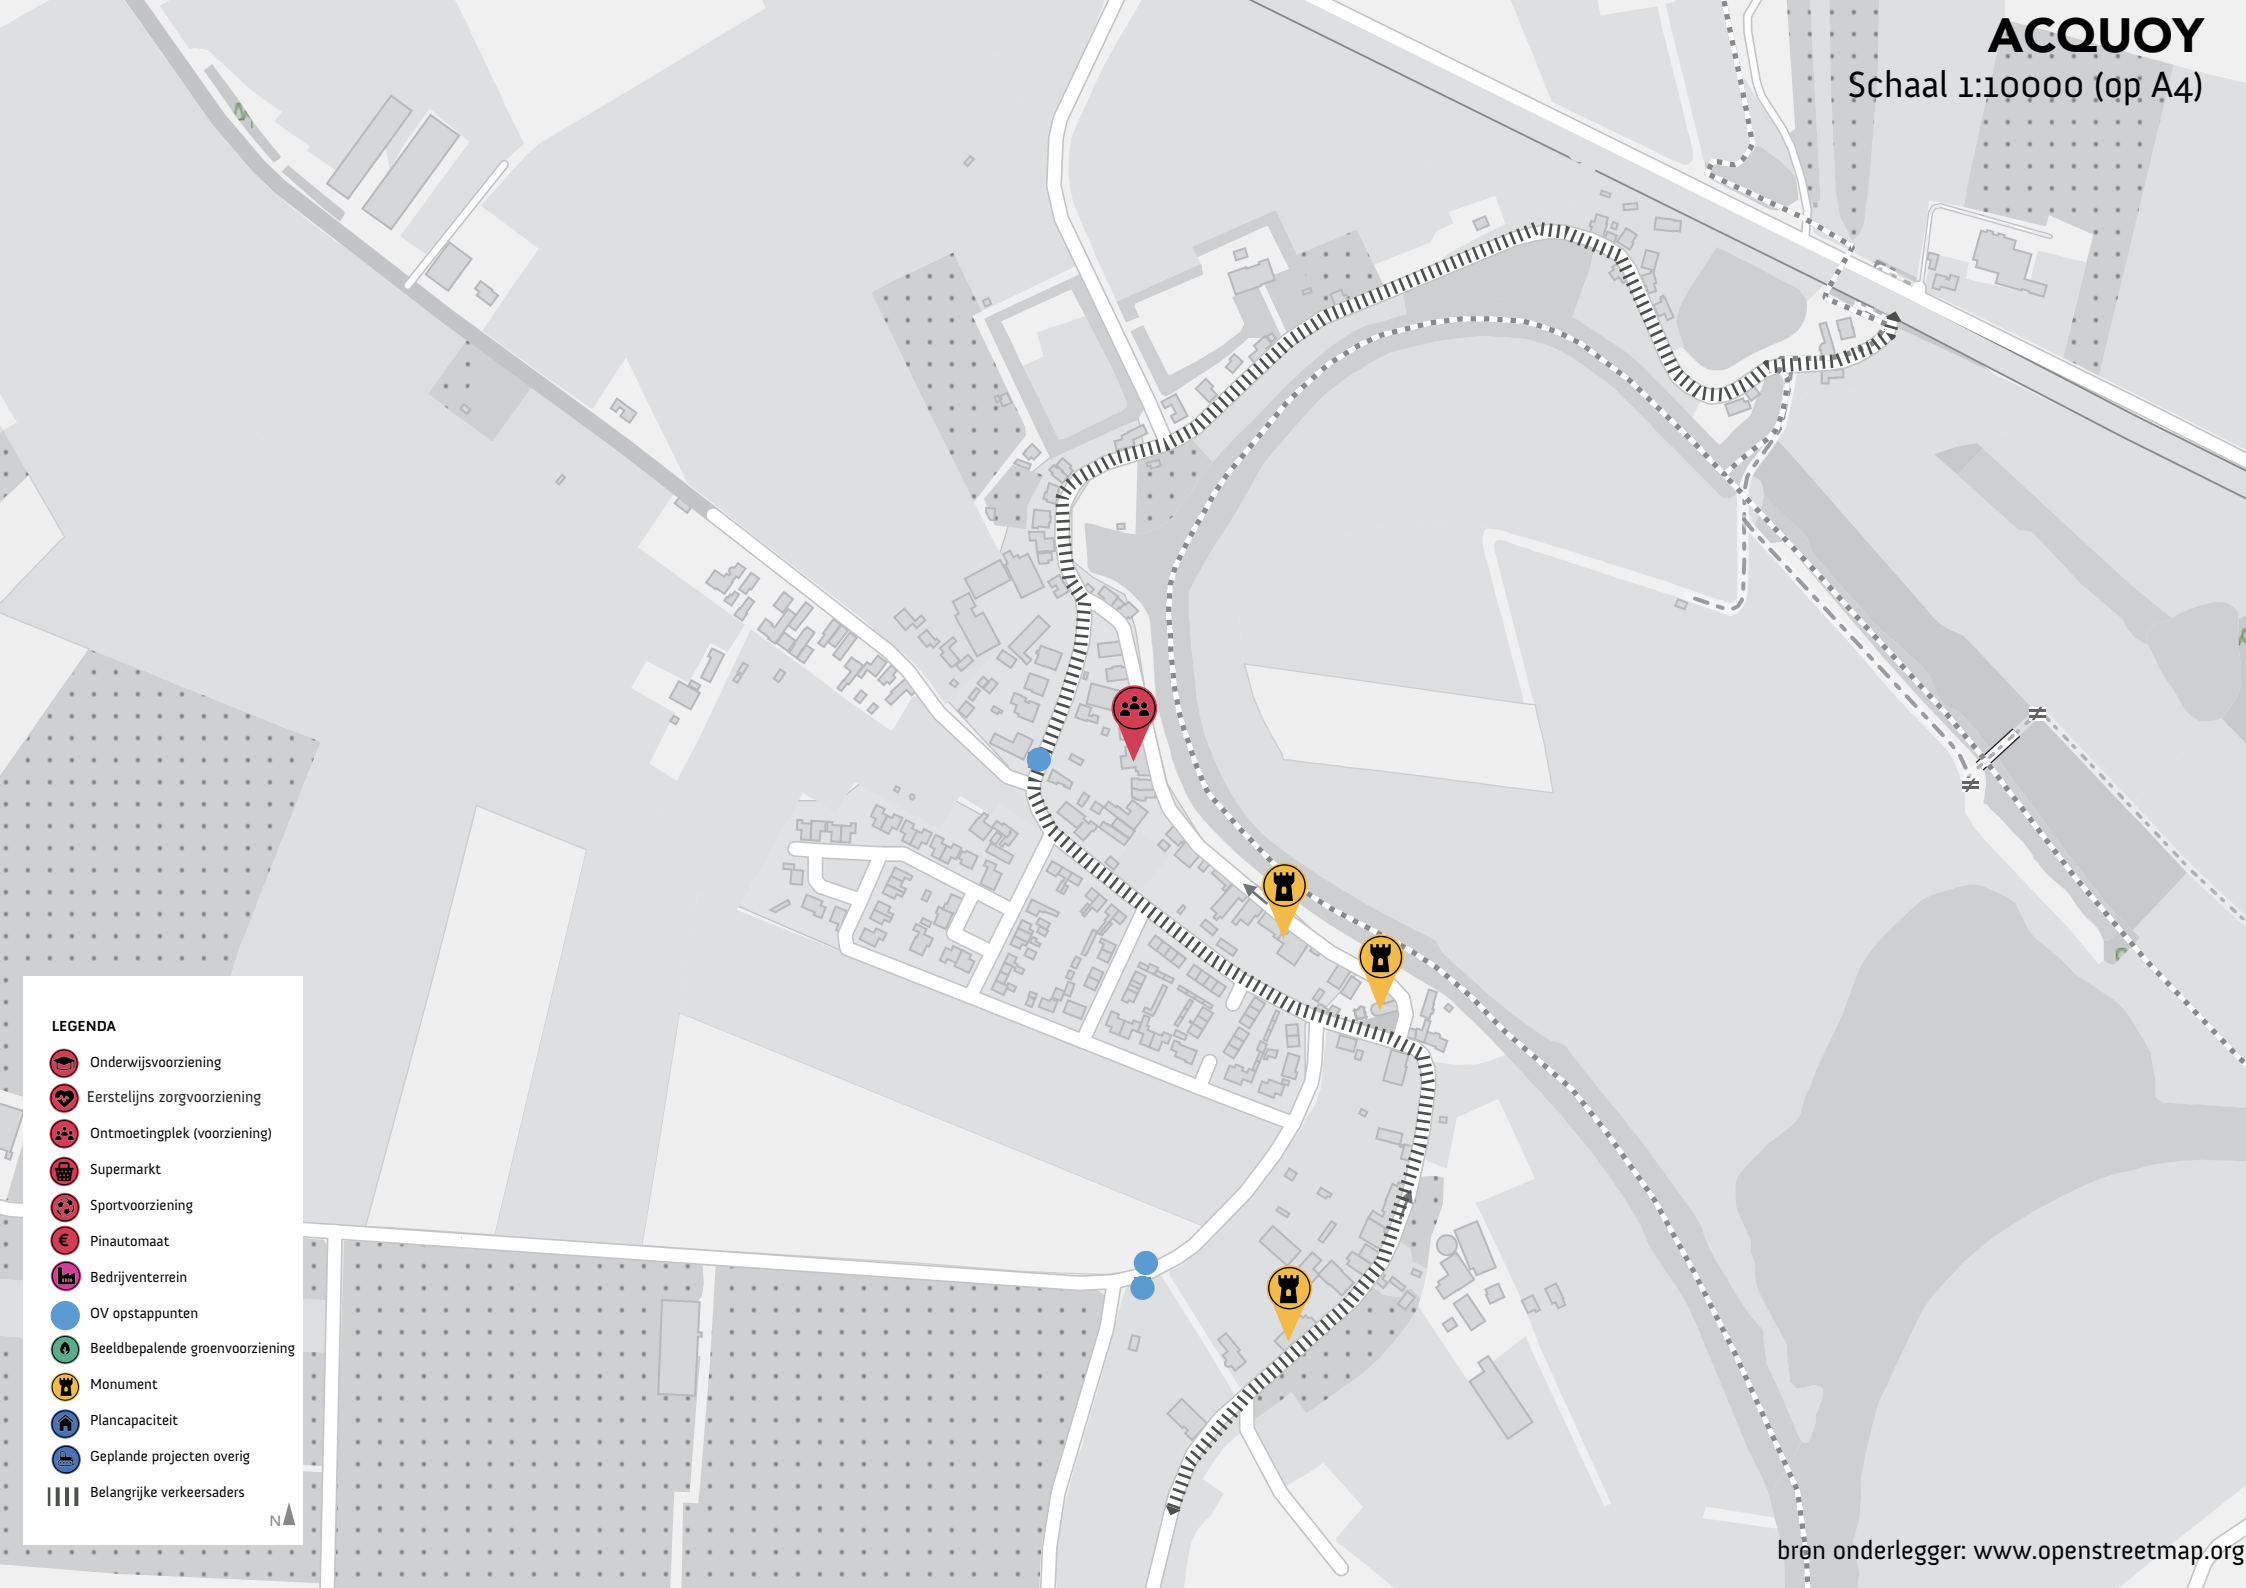 ACQUOY
Schaal 1:10000 (op A4)
LEGENDA
Onderwijsvoorziening
Eerstelijns zorgvoorziening
Ontmoetingplek (voorziening)
Supermarkt
Sportvoorziening
€ Pinautomaat
Bedrijventerrein
OV opstappunten
Beeldbepalende groenvoorziening
Monument
Plancapaciteit
Geplande projecten overig
Belangrijke verkeersaders
N
bron onderlegger: www.openstreetmap.org